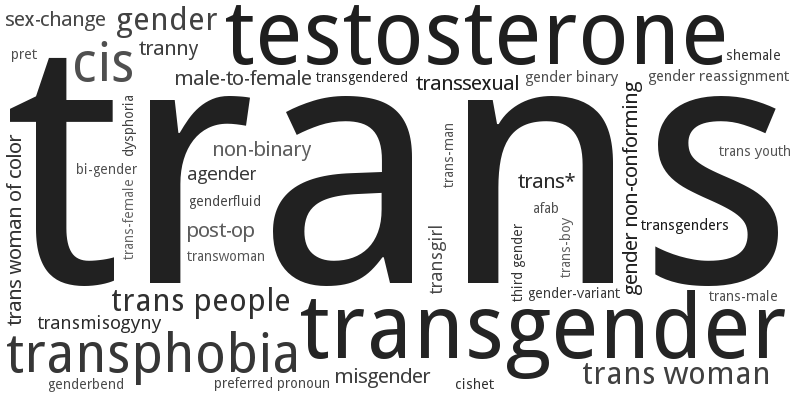 sex-change
gender
testosterone
pret
cis
tranny
shemale
male-to-female
transgendered
transsexual
gender binary
gender reassignment
trans
dysphoria
trans woman of color
bi-gender
non-binary
trans-man
gender non-conforming
trans youth
agender
trans*
trans-female
genderfluid
afab
post-op
transgirl
third gender
trans-boy
transgenders
transwoman
trans people
gender-variant
trans-male
transmisogyny
transgender
transphobia
misgender
trans woman
genderbend
preferred pronoun
cishet